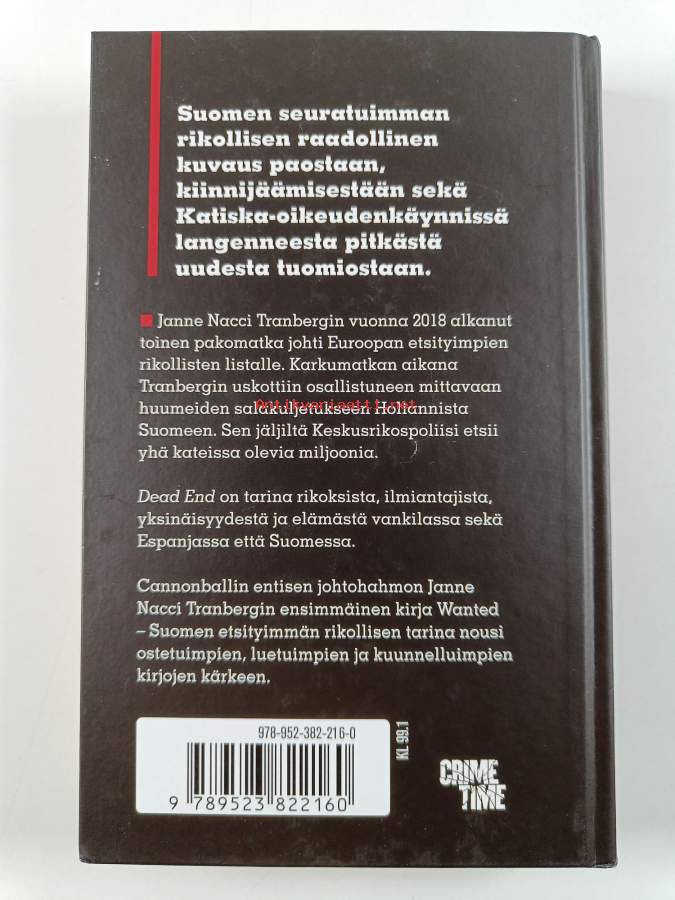 Suomen seuratuimman
rikollisen raadollinen
kuvaus paostaan,
kiinnijäämisestään sekä
Katiska-oikeudenkäynnissä
langenneesta pitkästä
uudesta tuomiostaan.
Janne Nacci Tranbergin vuonna 2018 alkanut
toinen pakomatka johti Euroopan etsityimpien
rikollisten listalle. Karkumatkan aikana
Tranbergin uskottiin osallistuneen mittavaan
huumeiden salakuljetukseen Hollannista
Antikvariaatti.net
Suomeen. Sen jäljiltä Keskusrikospoliisi etsii
yhä kateissa olevia miljoonia.
Dead End on tarina rikoksista, ilmiantajista,
yksinäisyydestä ja elämästä vankilassa sekä
Espanjassa että Suomessa.
Cannonballin entisen johtohahmon Janne
Nacci Tranbergin ensimmäinen kirja Wanted
– Suomen etsityimmän rikollisen tarina nousi
ostetuimpien, luetuimpien ja kuunnelluimpien
kirjojen kärkeen.
978-952-382-216-0
KL 99.1
9 789523 822160
CRIME
TIME